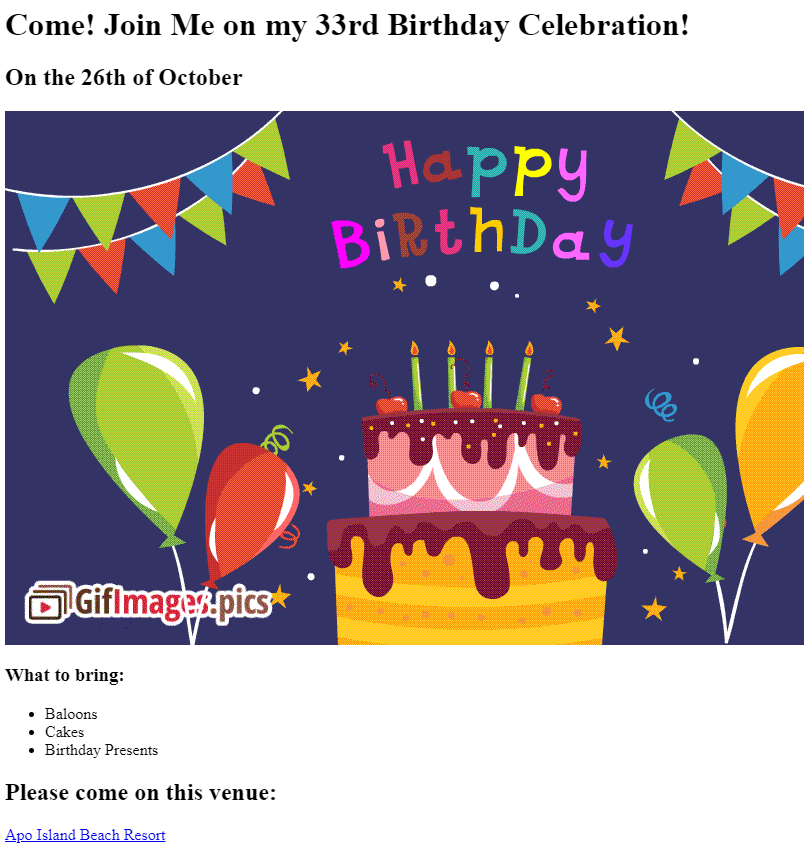 Come! Join Me on my 33rd Birthday Celebration!
On the 26th of October
Happy
BiRthDay
GifImages.pics
What to bring:
Baloons
Cakes
Birthday Presents
Please come on this venue:
Apo Island Beach Resort